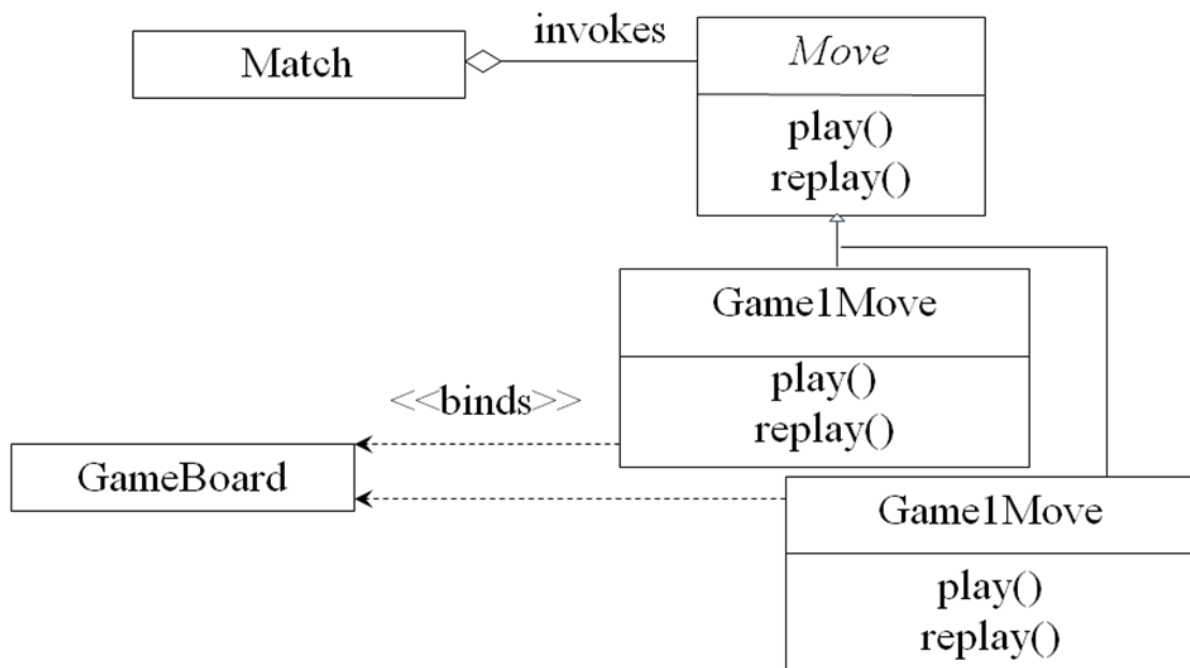 invokes
Match
Move
play()
replay()
Game1Move
play()
replay()
<<binds>>
GameBoard
Game1Move
play()
replay()